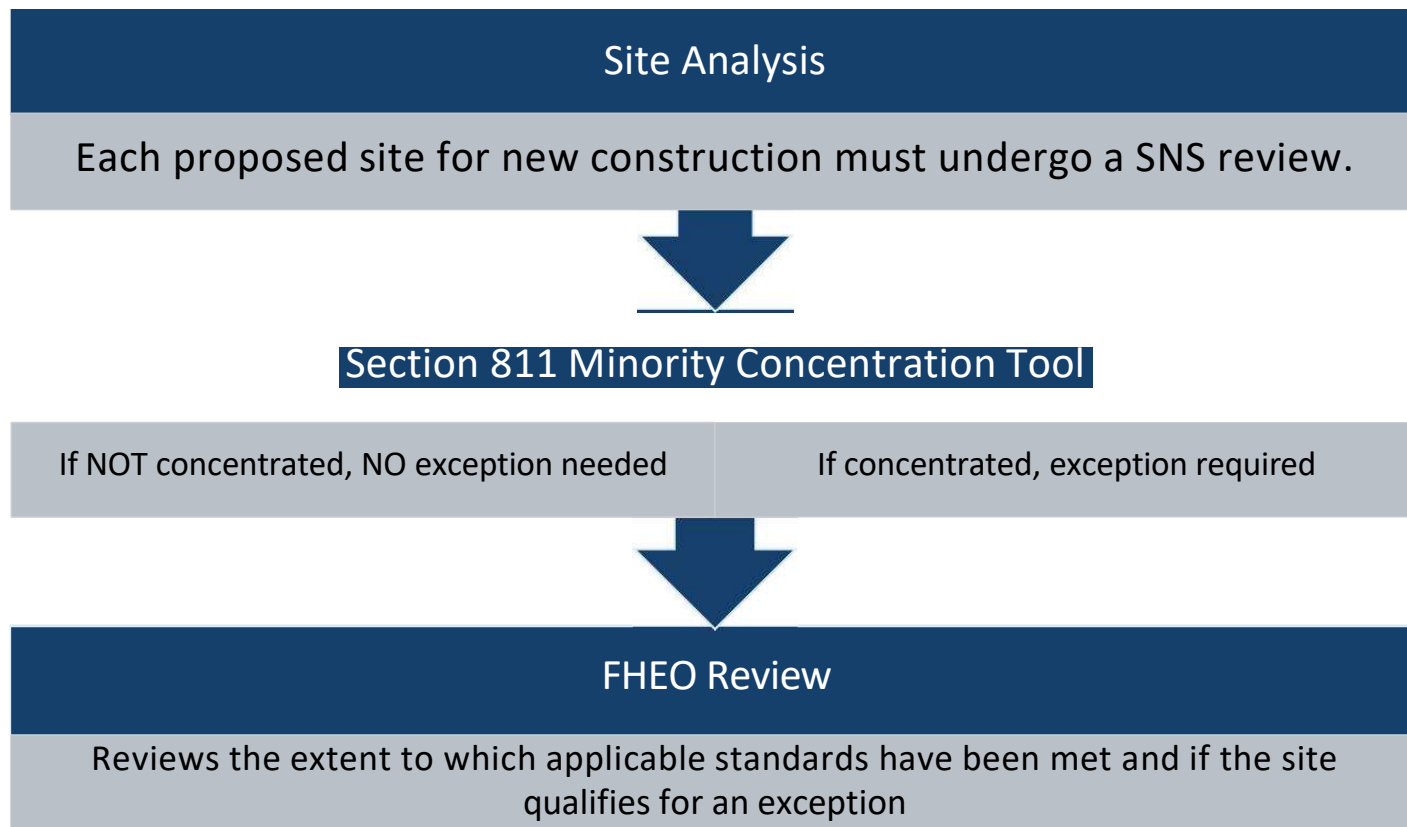 Site Analysis
Each proposed site for new construction must undergo a SNS review.
Section 811 Minority Concentration Tool
If NOT concentrated, NO exception needed
If concentrated, exception required
FHEO Review
Reviews the extent to which applicable standards have been met and if the site
qualifies for an exception